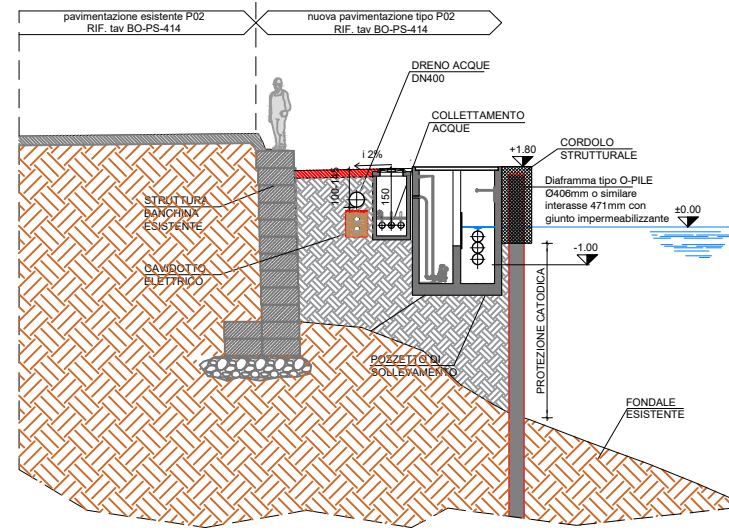 pavimentazione esistente P02
RIF. tav BO-PS-414
nuova pavimentazione tipo P02
RIF. tav BO-PS-414
DRENO ACQUE
DN400
COLLETTAMENTO
ACQUE
+1.80
CORDOLO
STRUTTURALE
i 2%
100-145
150
Diaframma tipo O-PILE
Ø406mm o similare
interasse 471mm con
giunto impermeabilizzante
±0.00
STRUTTURA
BANCHINA
ESISTENTE
-1.00
CAVIDOTTO
ELETTRICO
PROTEZIONE CATODICA
POZZETTO DI
SOLLEVAMENTO
FONDALE
ESISTENTE